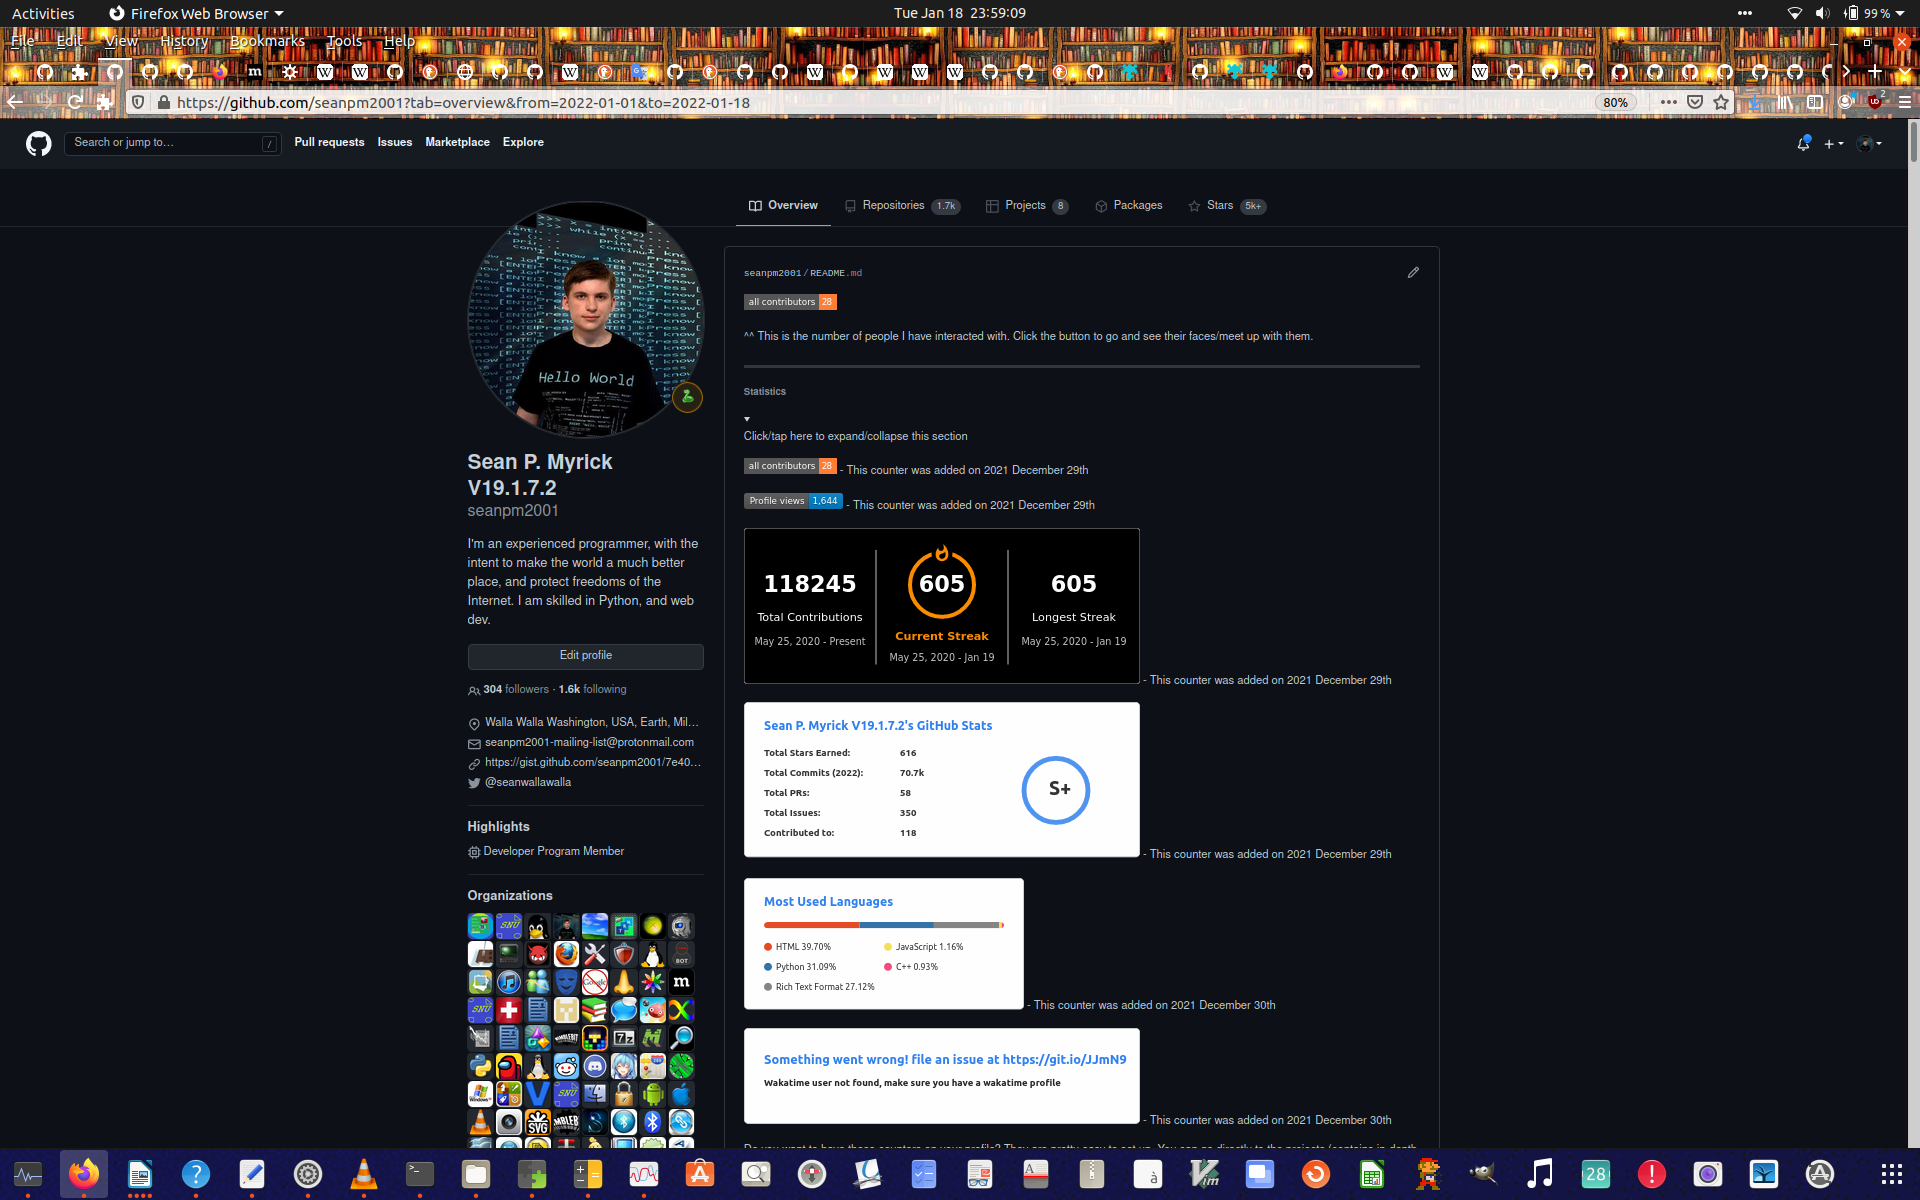 Activities
Firefox Web Browser
Tue Jan 18 23:59:09
99 %
File Edit View History Bookmarks Tools Help
https://github.com/seanpm2001?tab=overview&from=2022-01-01&to=2022-01-18
80%
Search or jump to…
/
Pull requests Issues Marketplace Explore
Overview
Repositories 1.7k
Projects 8
Packages
Stars 5k+
seanpm2001/README.md
all contributors 28
^^ This is the number of people I have interacted with. Click the button to go and see their faces/meet up with them.
Statistics
Click/tap here to expand/collapse this section
all contributors 28 - This counter was added on 2021 December 29th
Profile views 1,644 - This counter was added on 2021 December 29th
118245
Total Contributions
May 25, 2020 - Present
605
Current Streak
May 25, 2020 - Jan 19
605
Longest Streak
May 25, 2020 - Jan 19
- This counter was added on 2021 December 29th
Sean P. Myrick V19.1.7.2's GitHub Stats
Total Stars Earned: 616
Total Commits (2022): 70.7k
Total PRs: 58
Total Issues: 350
Contributed to: 118
S+
- This counter was added on 2021 December 29th
Most Used Languages
HTML 39.70%
JavaScript 1.16%
Python 31.09%
C++ 0.93%
Rich Text Format 27.12%
- This counter was added on 2021 December 30th
Something went wrong! file an issue at https://git.io/JJmN9
Wakatime user not found, make sure you have a wakatime profile
- This counter was added on 2021 December 30th
Hello World
Sean P. Myrick
V19.1.7.2
seanpm2001
I'm an experienced programmer, with the
intent to make the world a much better
place, and protect freedoms of the
Internet. I am skilled in Python, and web
dev.
Edit profile
304 followers · 1.6k following
Walla Walla Washington, USA, Earth, Mil…
seanpm2001-mailing-list@protonmail.com
https://gist.github.com/seanpm2001/7e40…
@seanwallawalla
Highlights
Developer Program Member
Organizations
28